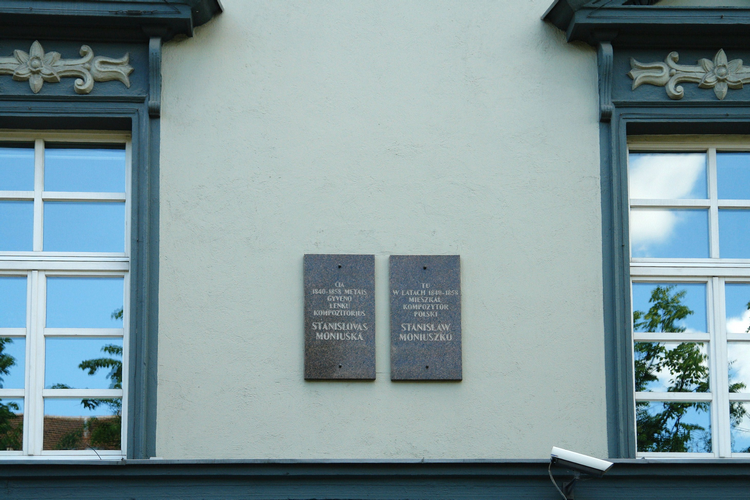 ČIA
1840-1858 METAIS
GYVENO
LENKŲ
KOMPOZITORIUS
STANISLOVAS
MONIUŠKA
TU
W LATACH 1840-1858
MIESZKAŁ
KOMPOZYTOR
POLSKI
STANISŁAW
MONIUSZKO